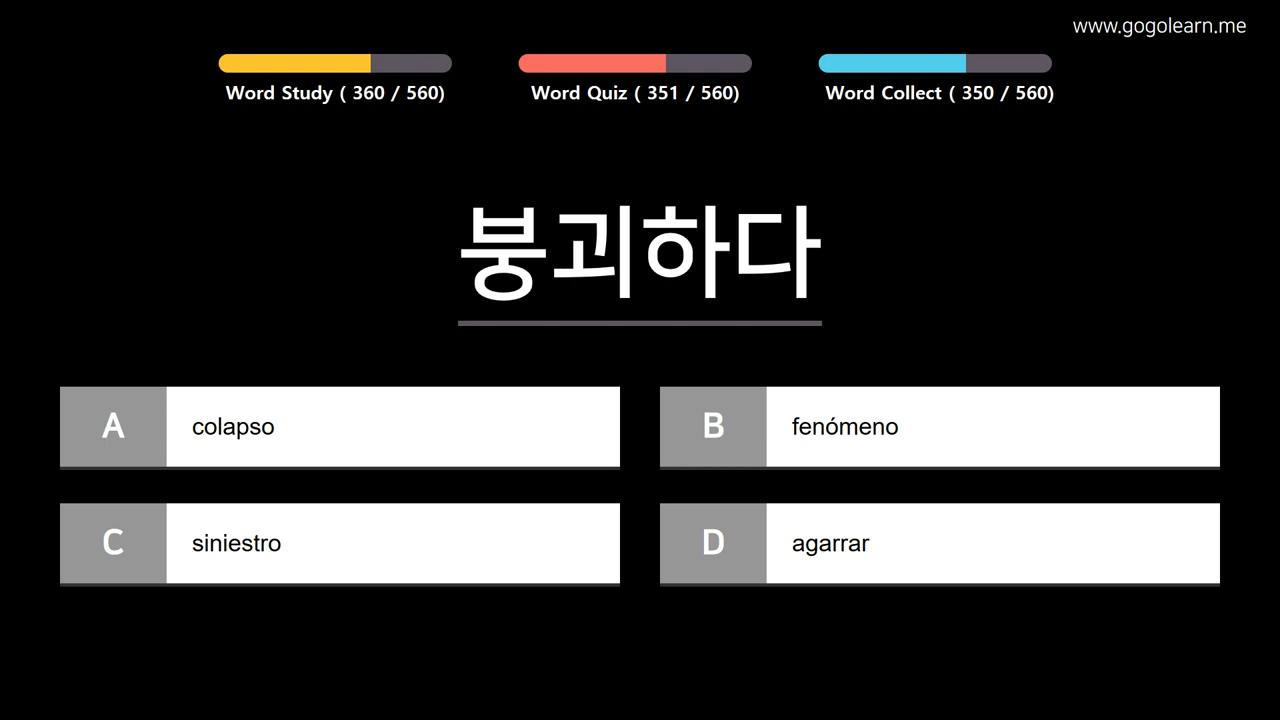 www.gogolearn.me
Word Study ( 360 / 560)
Word Quiz ( 351 / 560)
Word Collect ( 350 / 560)
붕괴하다
A colapso
B fenómeno
C siniestro
D agarrar